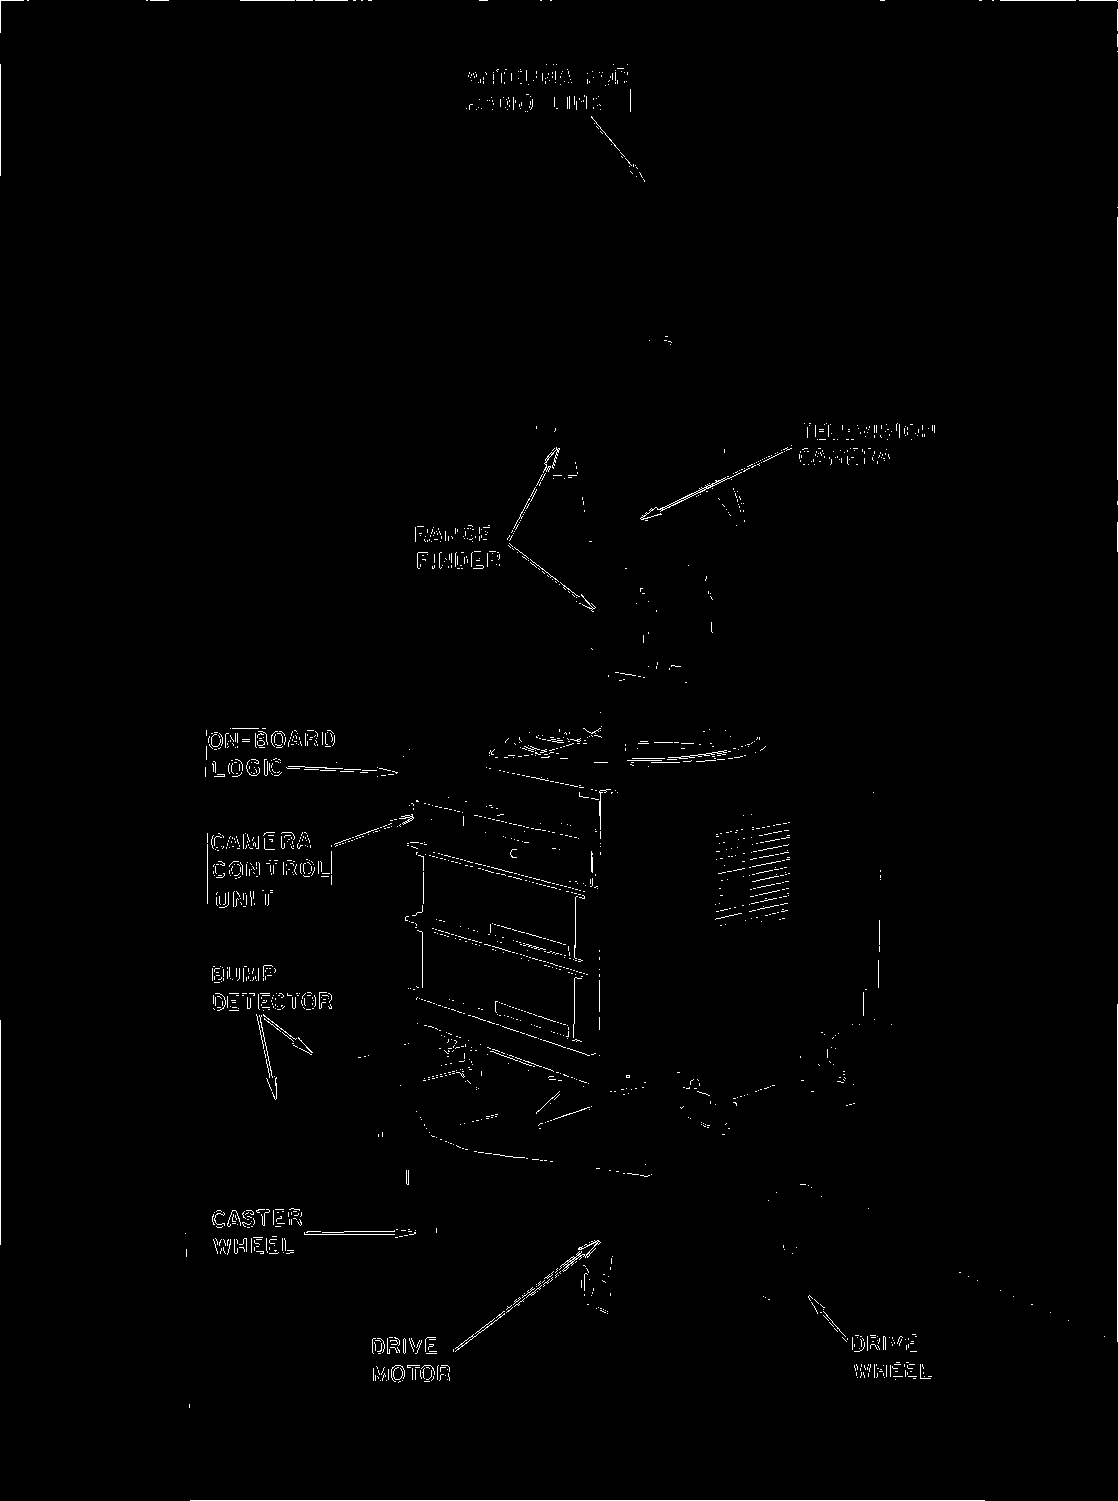 ANTENNA FOR
RADIO LINK
TELEVISION
CAMERA
RANGE
FINDER
ON-BOARD
LOGIC
CAMERA
CONTROL
UNIT
BUMP
DETECTOR
CASTER
WHEEL
DRIVE
MOTOR
DRIVE
WHEEL